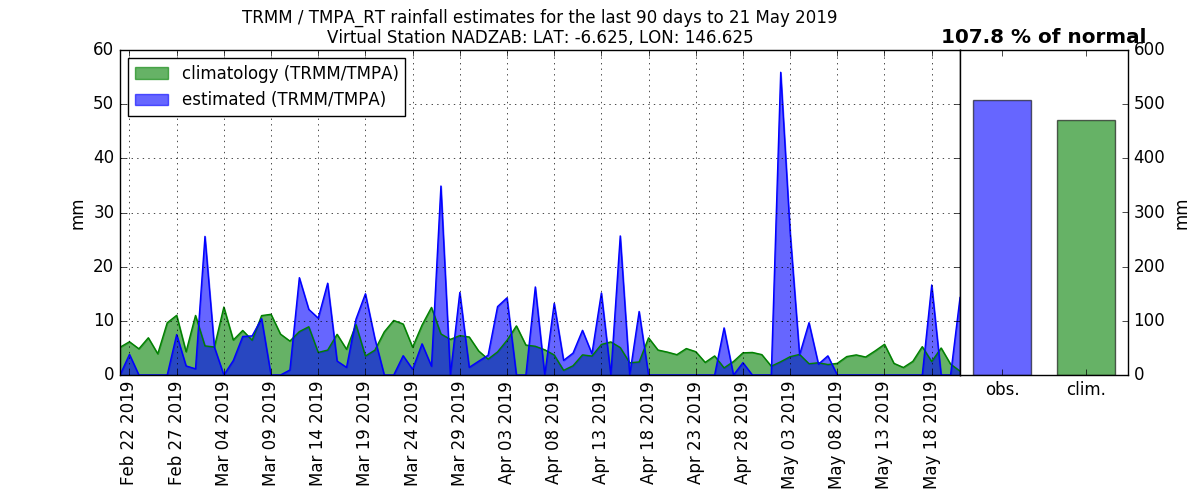 TRMM / TMPA_RT rainfall estimates for the last 90 days to 21 May 2019
Virtual Station NADZAB: LAT: -6.625, LON: 146.625
107.8 % of normal
climatology (TRMM/TMPA)
estimated (TRMM/TMPA)
60
50
40
30
20
10
0
mm
600
500
400
300
200
100
0
mm
Feb 22 2019
Feb 27 2019
Mar 04 2019
Mar 09 2019
Mar 14 2019
Mar 19 2019
Mar 24 2019
Mar 29 2019
Apr 03 2019
Apr 08 2019
Apr 13 2019
Apr 18 2019
Apr 23 2019
Apr 28 2019
May 03 2019
May 08 2019
May 13 2019
May 18 2019
obs.
clim.